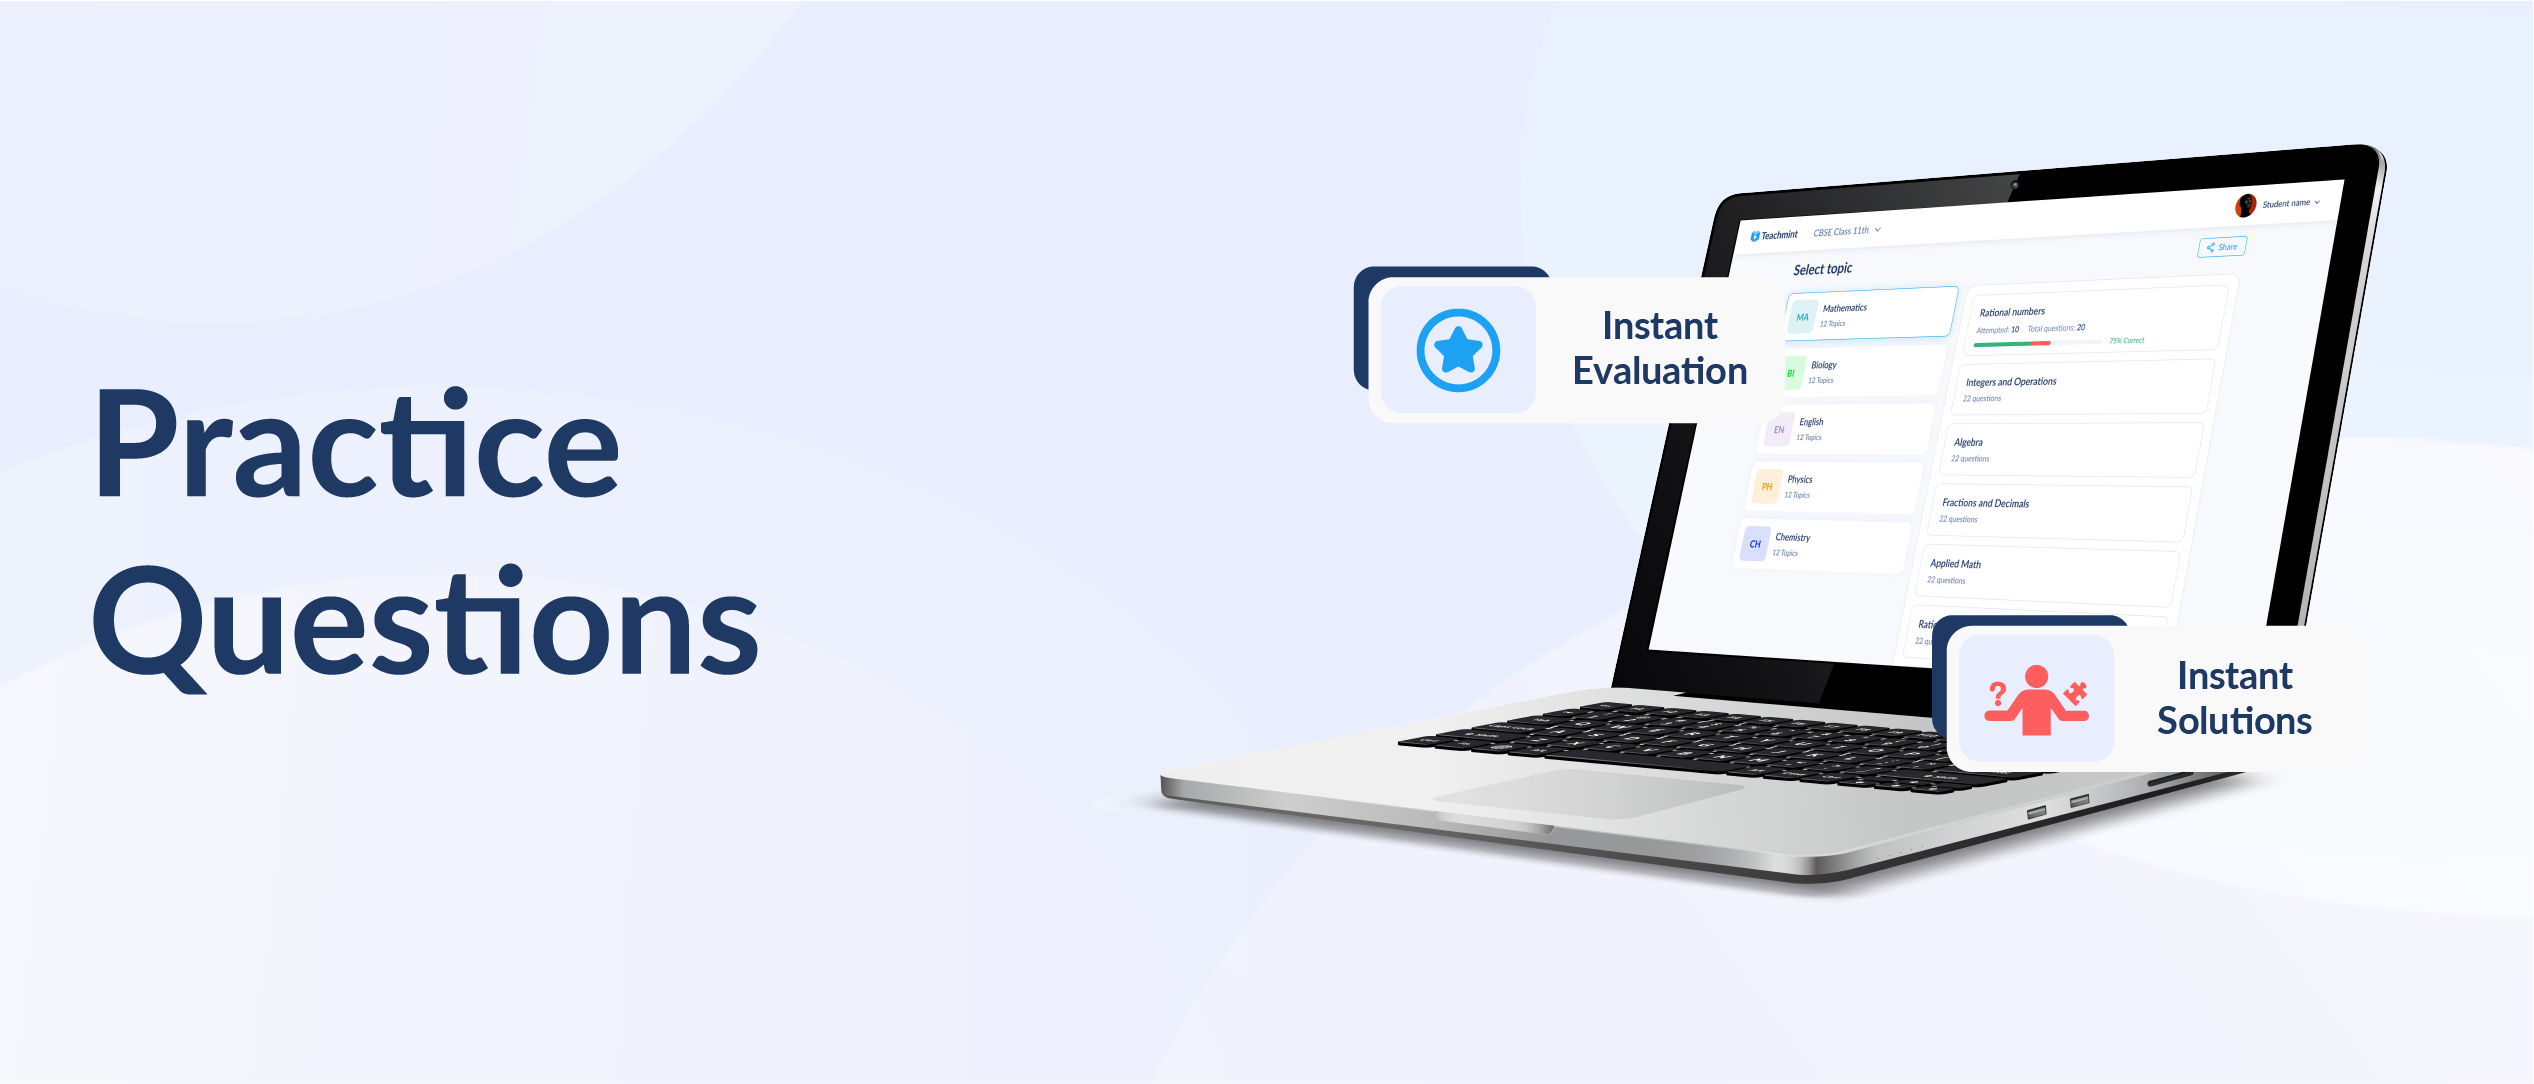 Practice
Questions
Instant
Evaluation
Teachmint
CBSE Class 11th
Student name
Share
Select topic
MA
Mathematics
12 Topics
BI
Biology
12 Topics
EN
English
12 Topics
PH
Physics
12 Topics
CH
Chemistry
12 Topics
Rational numbers
Attempted: 10 Total questions: 20
75% Correct
Integers and Operations
22 questions
Algebra
22 questions
Fractions and Decimals
22 questions
Applied Math
22 questions
22
Instant
Solutions